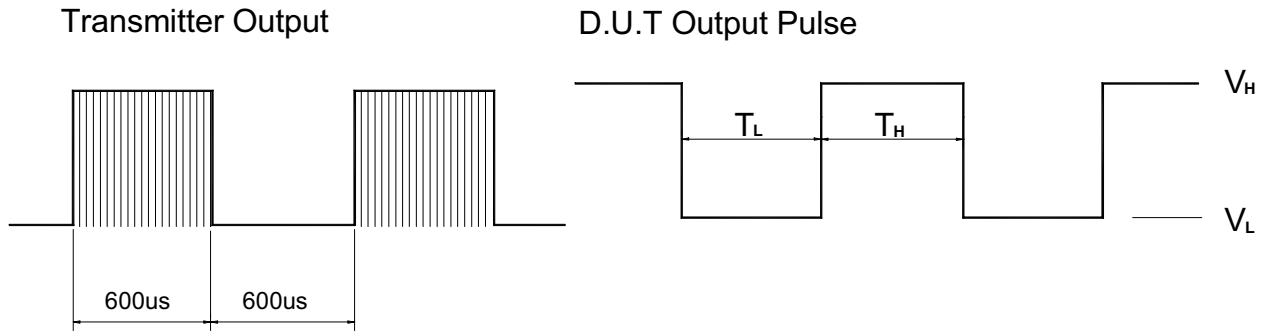 Transmitter Output
D.U.T Output Pulse
VH
TL TH
VL
600us 600us